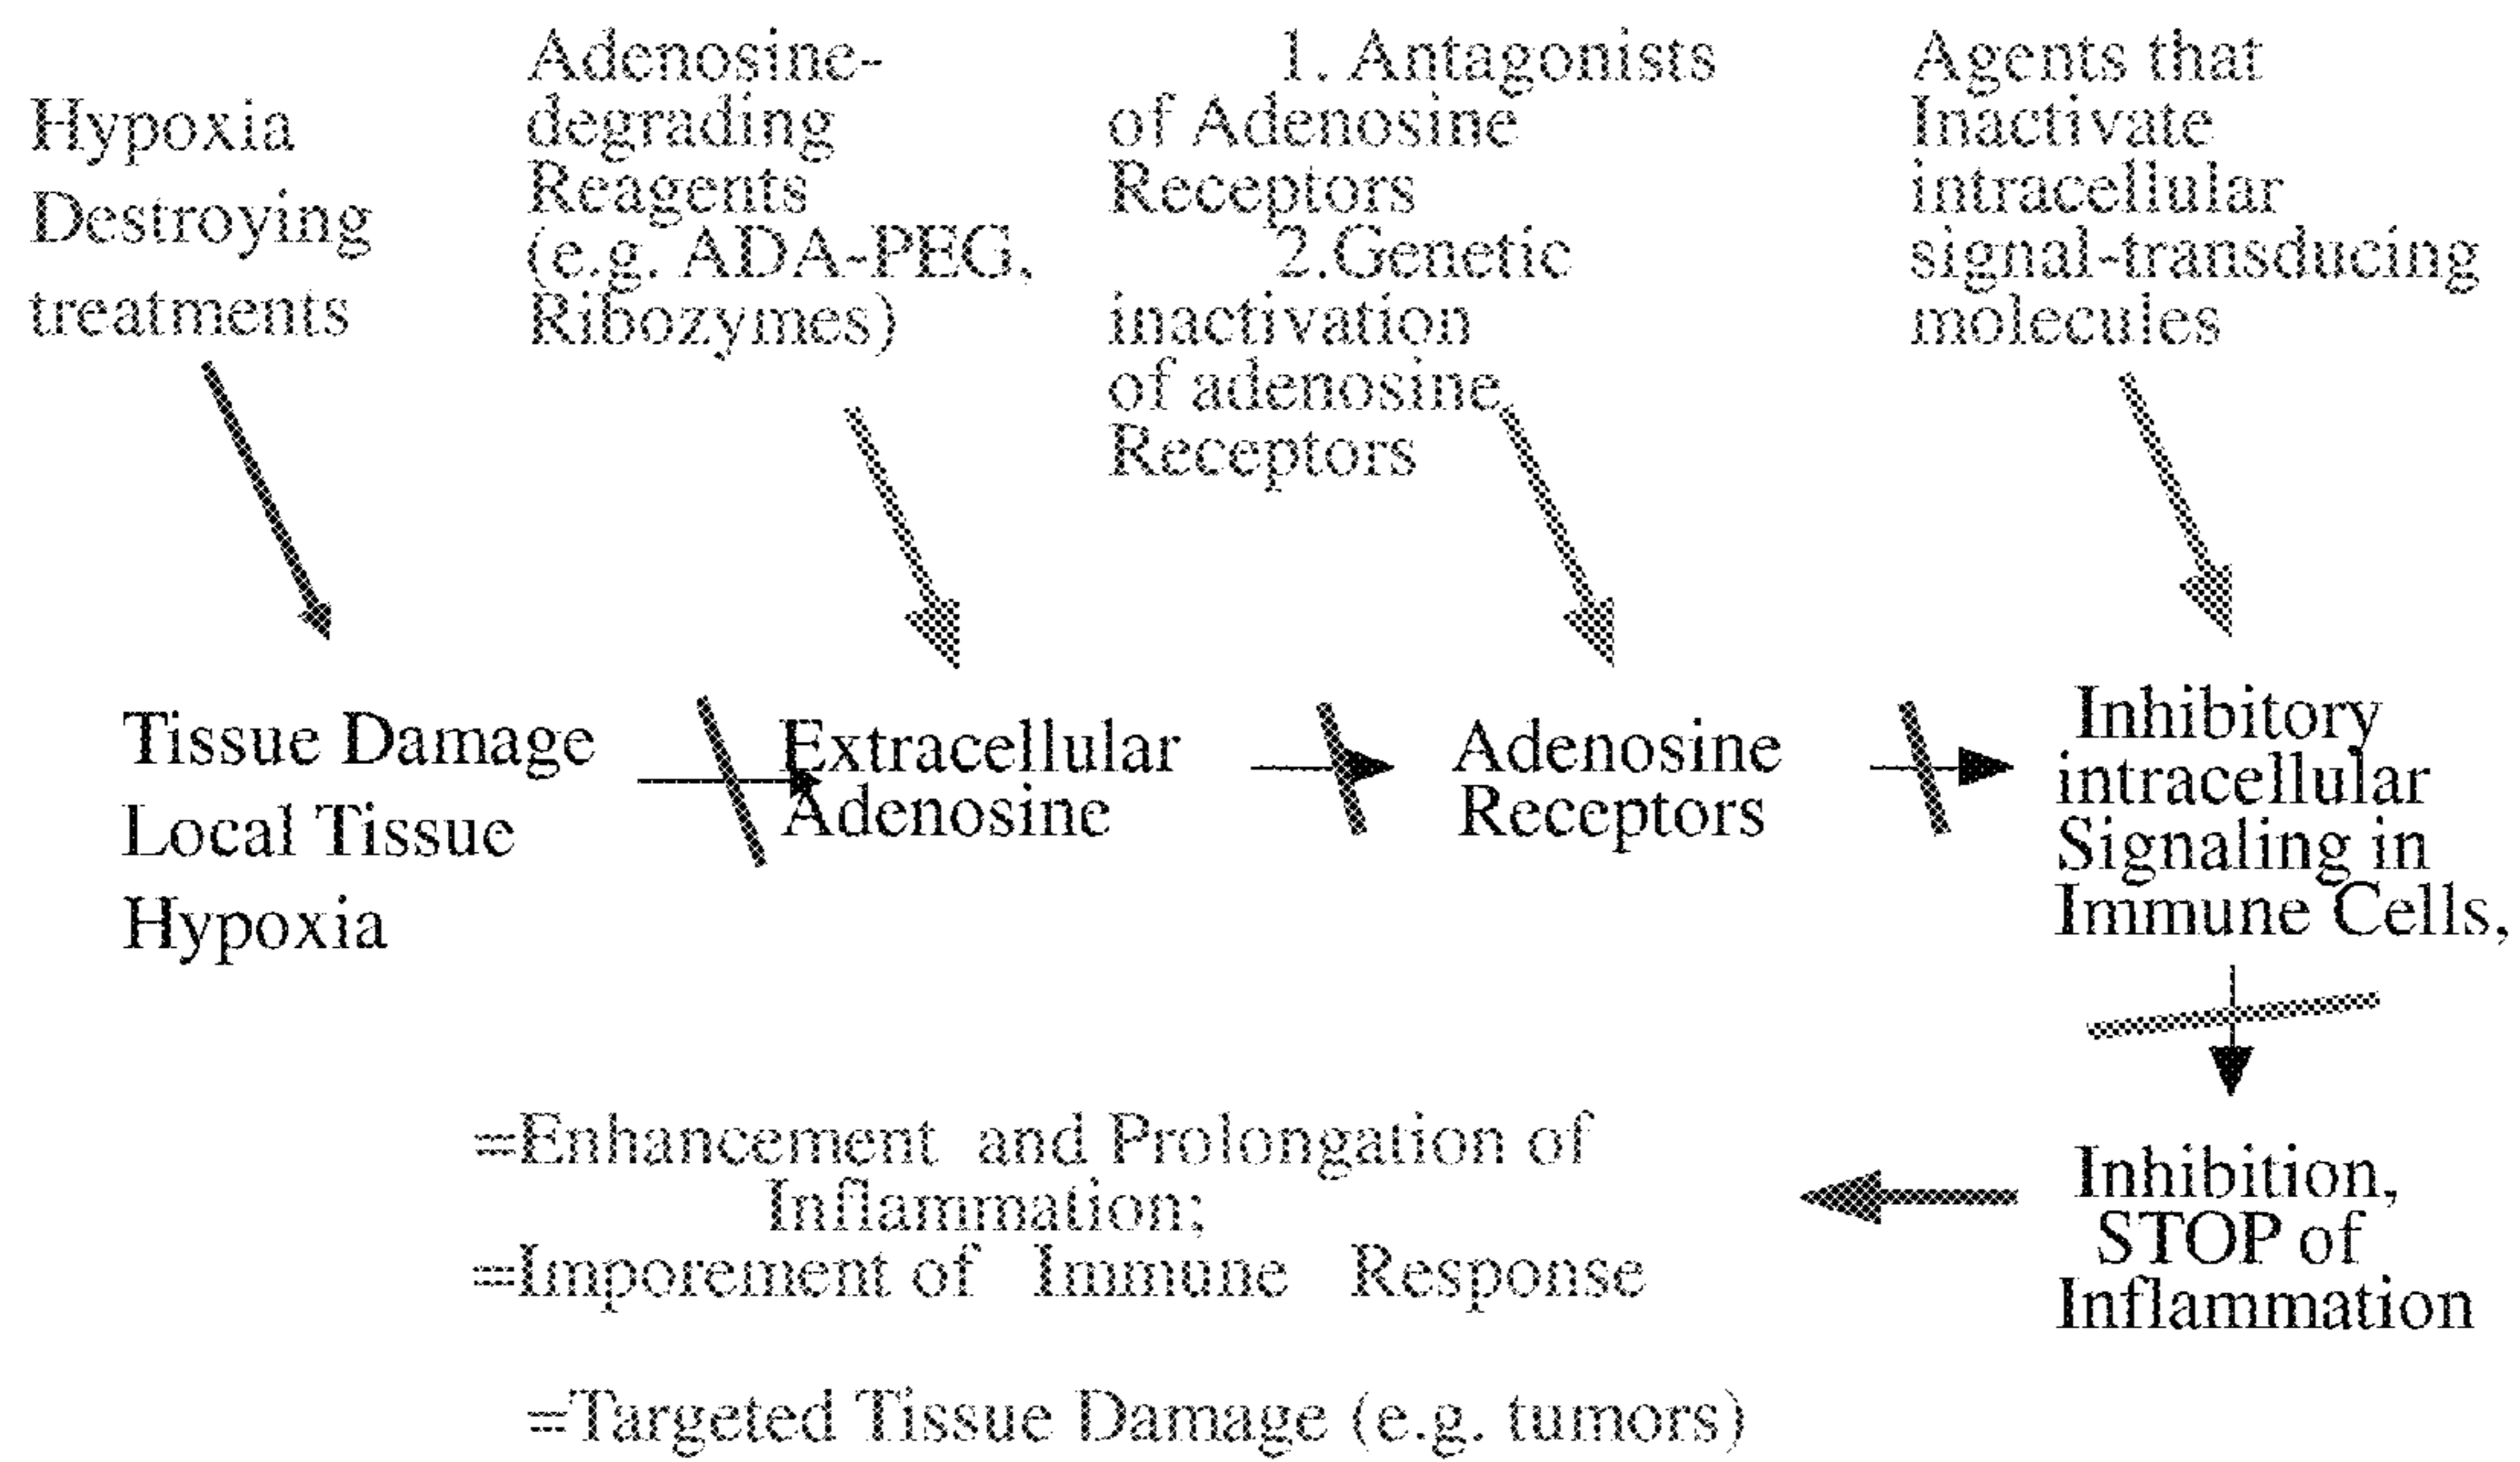 Hypoxia
Destroying
treatments
Adenosine-
degrading
Reagents
(e.g. ADA-PEG,
Ribozymes)
1. Antagonists
of Adenosine
Receptors
2.Genetic
inactivation
of adenosine
Receptors
Agents that
Inactivate
intracellular
signal-transducing
molecules
Tissue Damage
Local Tissue
Hypoxia
Extracellular
Adenosine
Adenosine
Receptors
Inhibitory
intracellular
Signaling in
Immune Cells,
Inhibition,
STOP of
Inflammation
=Enhancement and Prolongation of
Inflammation;
=Imporement of Immune Response
=Targeted Tissue Damage (e.g. tumors)